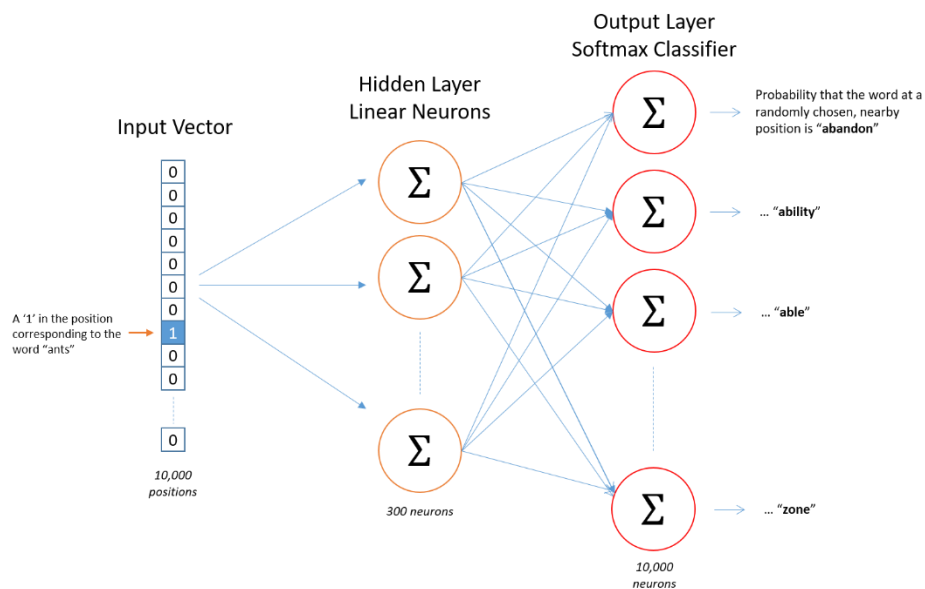 Output Layer
Softmax Classifier
Hidden Layer
Linear Neurons
Input Vector
Probability that the word at a
randomly chosen, nearby
position is “abandon”
0
0
0
0
0
0
0
1
0
0
0
A ‘1’ in the position
corresponding to the
word “ants”
10,000
positions
Σ
Σ
Σ
300 neurons
Σ
Σ
Σ
Σ
10,000
neurons
... “ability”
... “able”
... “zone”